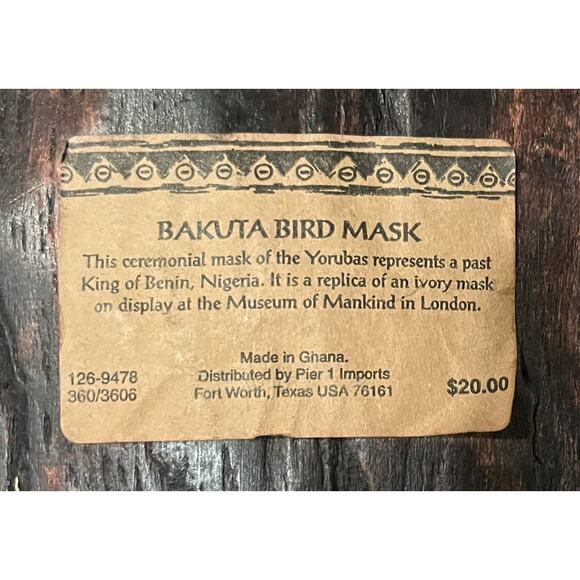 BAKUTA BIRD MASK
This ceremonial mask of the Yorubas represents a past
King of Benin, Nigeria. It is a replica of an ivory mask
on display at the Museum of Mankind in London.
Made in Ghana.
126-9478 Distributed by Pier 1 Imports
360/3606 Fort Worth, Texas USA 76161 $20.00